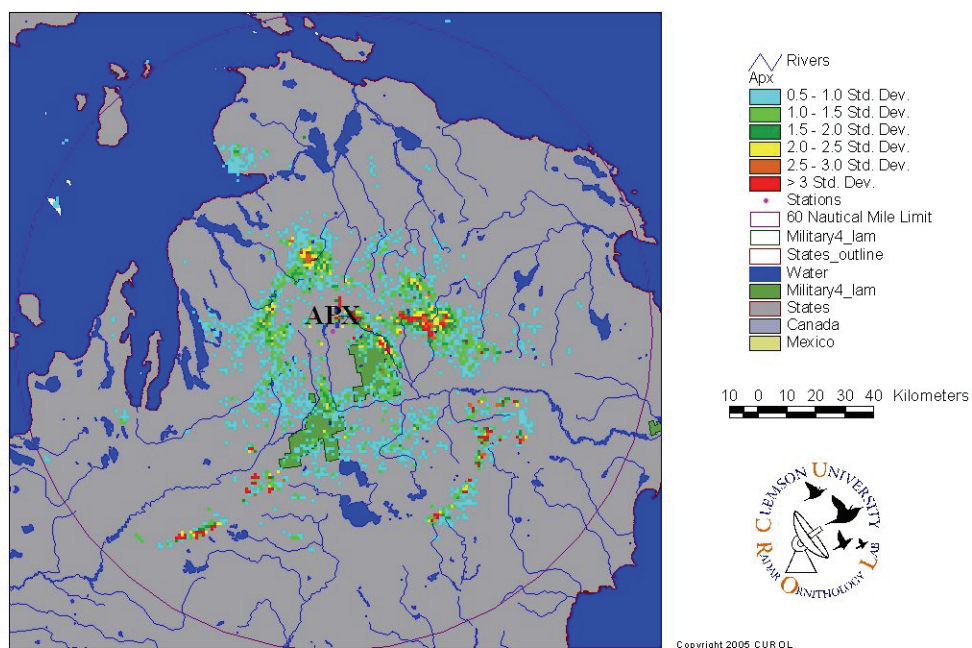 APX
Rivers
Apx
0.5 - 1.0 Std. Dev.
1.0 - 1.5 Std. Dev.
1.5 - 2.0 Std. Dev.
2.0 - 2.5 Std. Dev.
2.5 - 3.0 Std. Dev.
> 3 Std. Dev.
Stations
60 Nautical Mile Limit
Military4_lam
States_outline
Water
Military4_lam
States
Canada
Mexico
10 0 10 20 30 40 Kilometers
CLEMSON UNIVERSITY
RADAR ORNITHOLOGY LAB
Copyright 2005 CUROL